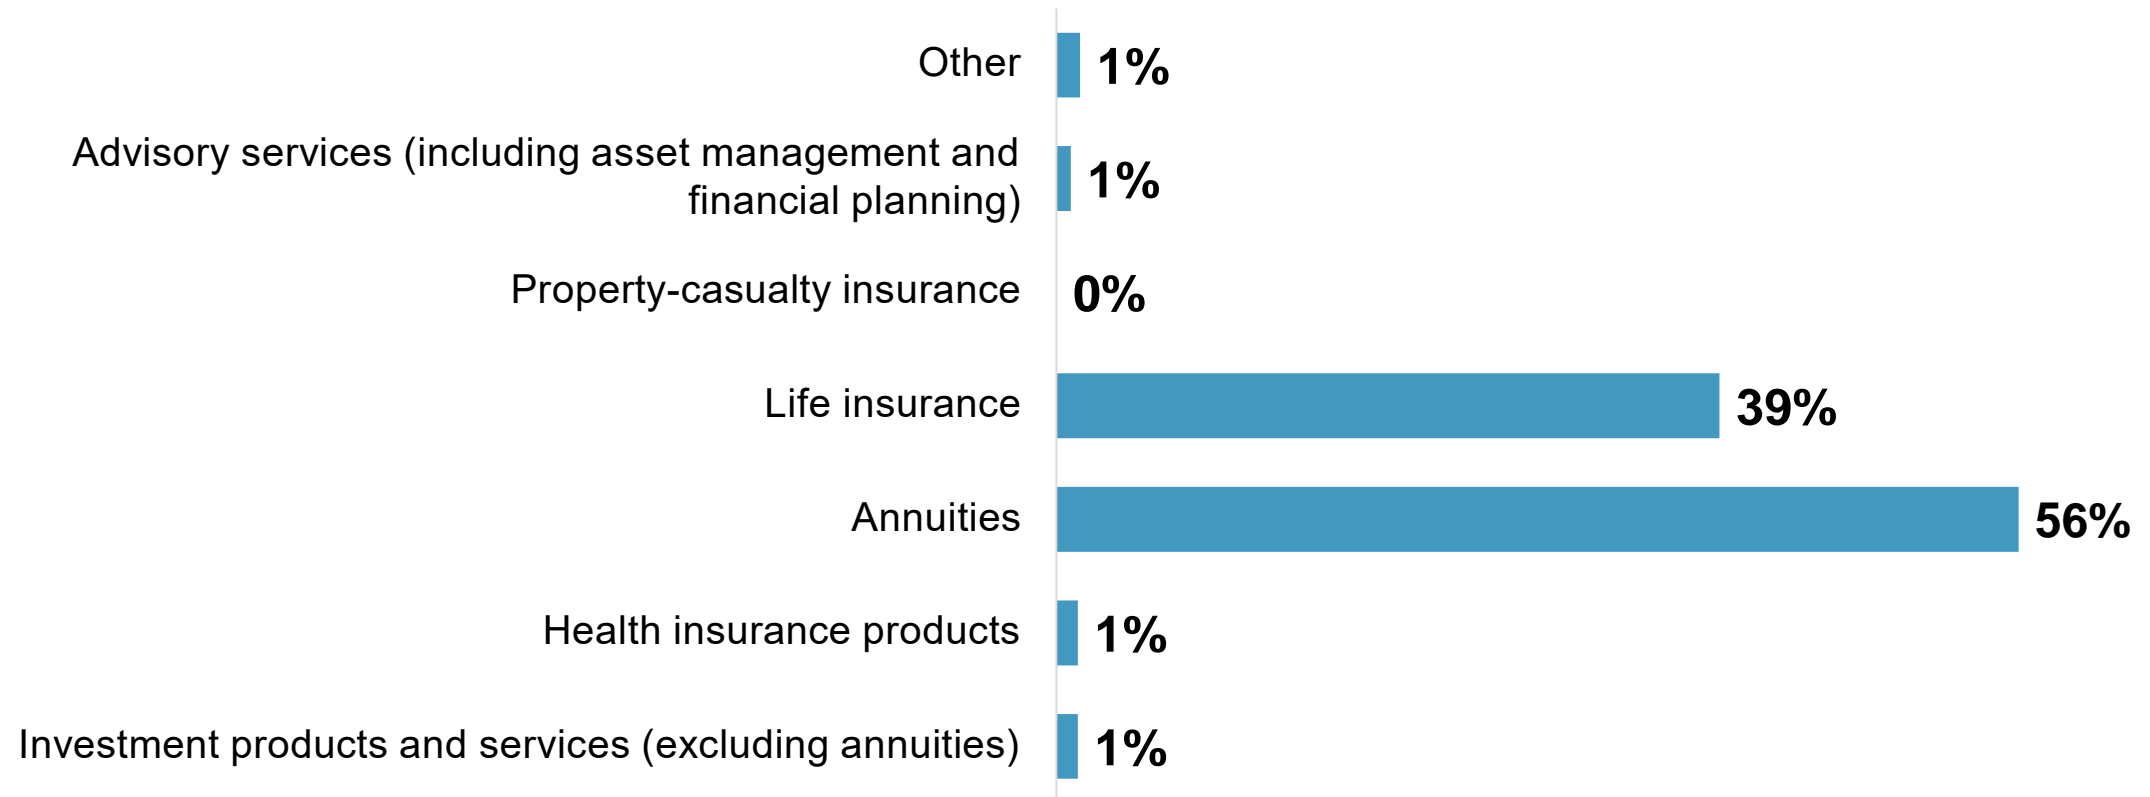 Other 1%
Advisory services (including asset management and
financial planning) 1%
Property-casualty insurance 0%
Life insurance 39%
Annuities 56%
Health insurance products 1%
Investment products and services (excluding annuities) 1%